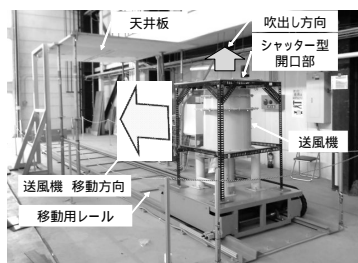 天井板
吹出し方向
シャッター型
開口部
送風機
送風機 移動方向
移動用レール